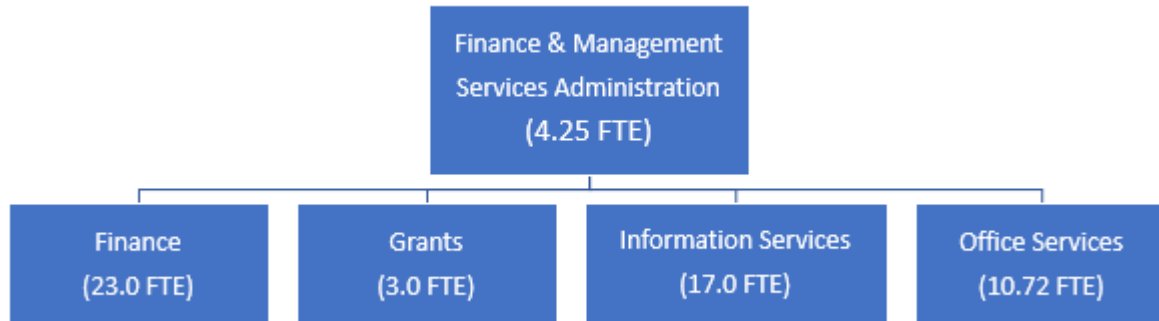 Finance & Management
Services Administration
(4.25 FTE)
Finance
(23.0 FTE)
Grants
(3.0 FTE)
Information Services
(17.0 FTE)
Office Services
(10.72 FTE)